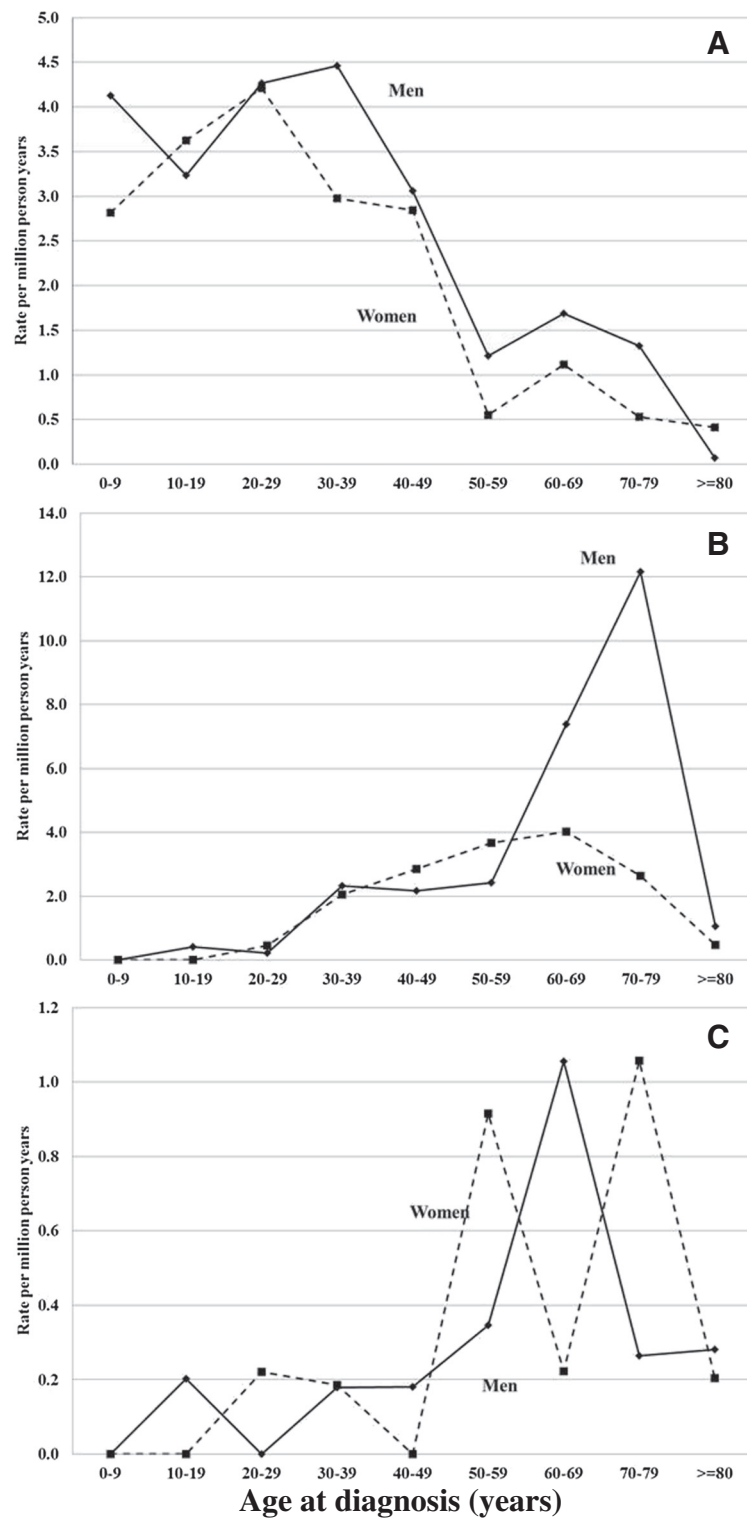 A
5.0
4.5
4.0
3.5
3.0
2.5
2.0
1.5
1.0
0.5
0.0
Rate per million person years
Men
Women
0-9 10-19 20-29 30-39 40-49 50-59 60-69 70-79 >=80
B
14.0
12.0
10.0
8.0
6.0
4.0
2.0
0.0
Rate per million person years
Men
Women
0-9 10-19 20-29 30-39 40-49 50-59 60-69 70-79 >=80
C
1.2
1.0
0.8
0.6
0.4
0.2
0.0
Rate per million person years
Women
Men
0-9 10-19 20-29 30-39 40-49 50-59 60-69 70-79 >=80
Age at diagnosis (years)